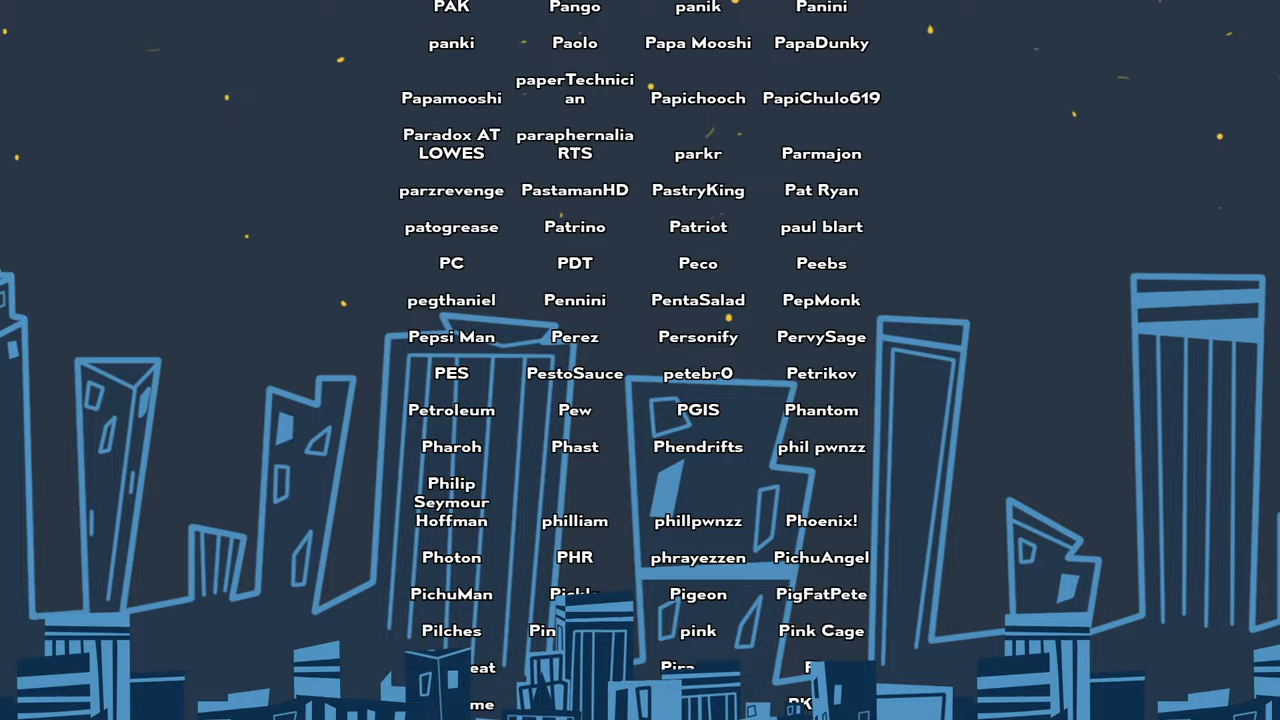 PAK Pango panik Panini
panki Paolo Papa Mooshi PapaDunky
paperTechnici
Papamooshi an Papichooch PapiChulo619
Paradox AT paraphernalia
LOWES RTS parkr Parmajon
parzrevenge PastamanHD PastryKing Pat Ryan
patogrease Patrino Patriot paul blart
PC PDT Peco Peebs
pegthaniel Pennini PentaSalad PepMonk
Pepsi Man Perez Personify PervySage
PES PestoSauce petebr0 Petrikov
Petroleum Pew PGIS Phantom
Pharoh Phast Phendrifts phil pwnzz
Philip
Seymour
Hoffman philliam phillpwnzz Phoenix!
Photon PHR phrayezzen PichuAngel
PichuMan Pigeon PigFatPete
Pilches pink Pink Cage